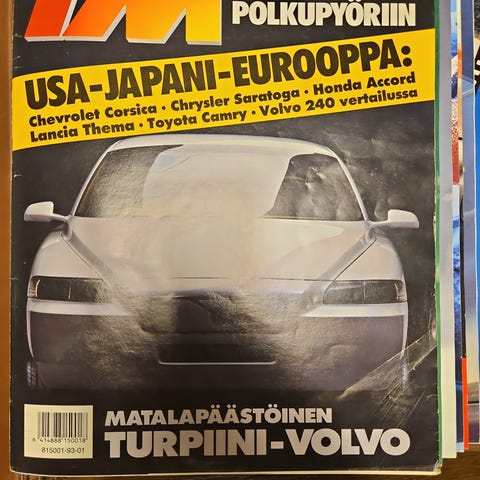 TM
POLKUPYÖRIIN
USA-JAPANI-EUROOPPA:
Chevrolet Corsica • Chrysler Saratoga • Honda Accord
Lancia Thema • Toyota Camry • Volvo 240 vertailussa
MATALAPÄÄSTÖINEN
TURPIINI-VOLVO
6 414888 150018
815001-93-01